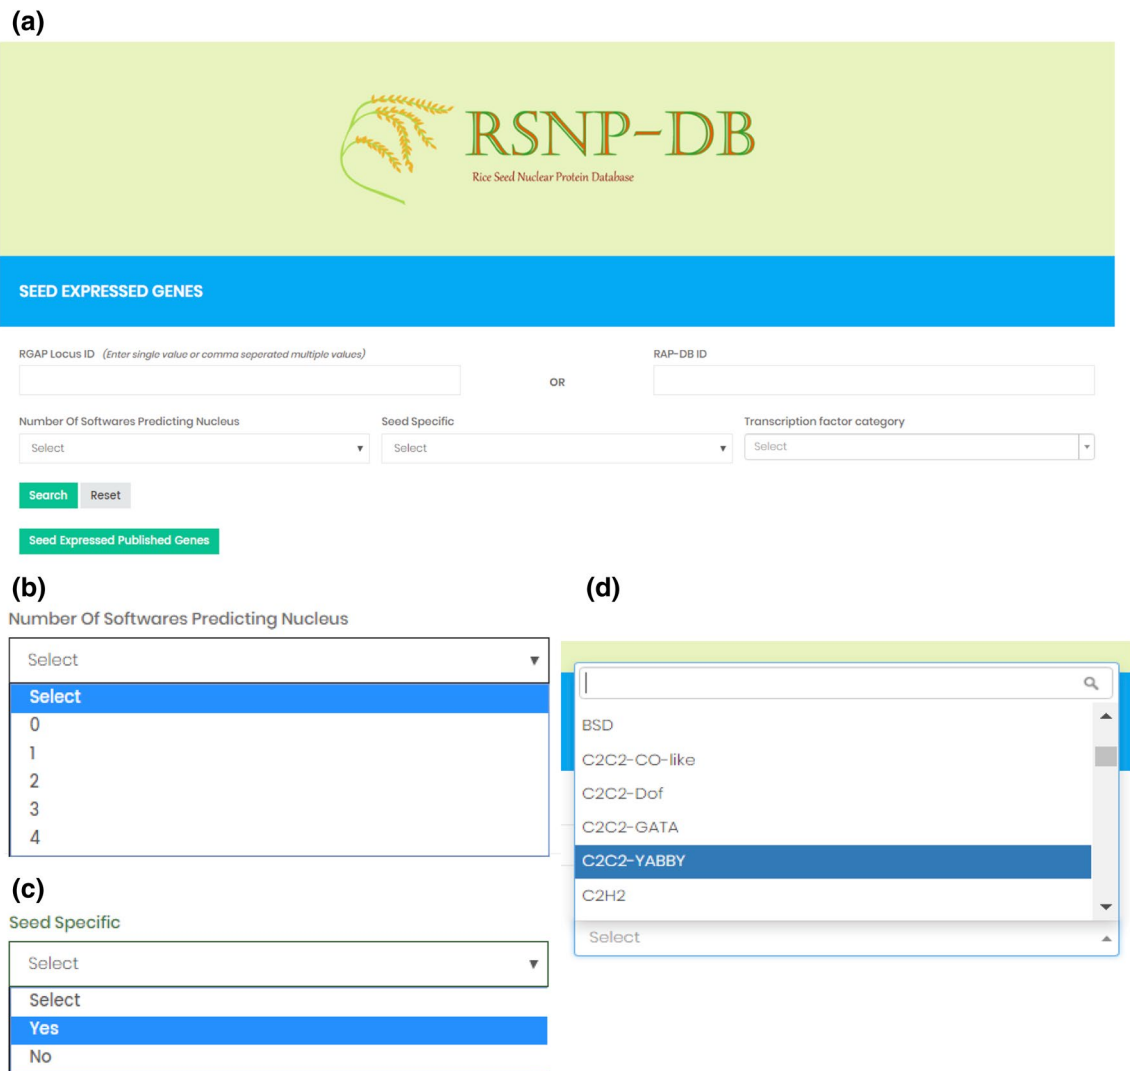 (a)
RSNP-DB
Rice Seed Nuclear Protein Database
SEED EXPRESSED GENES
RGAP Locus ID (Enter single value or comma seperated multiple values)
RAP-DB ID
OR
Number Of Softwares Predicting Nucleus
Seed Specific
Transcription factor category
Select
Select
Select
Search
Reset
Seed Expressed Published Genes
(b)
Number Of Softwares Predicting Nucleus
Select
Select
0
1
2
3
4
(c)
Seed Specific
Select
Select
Yes
No
(d)
BSD
C2C2-CO-like
C2C2-Dof
C2C2-GATA
C2C2-YABBY
C2H2
Select